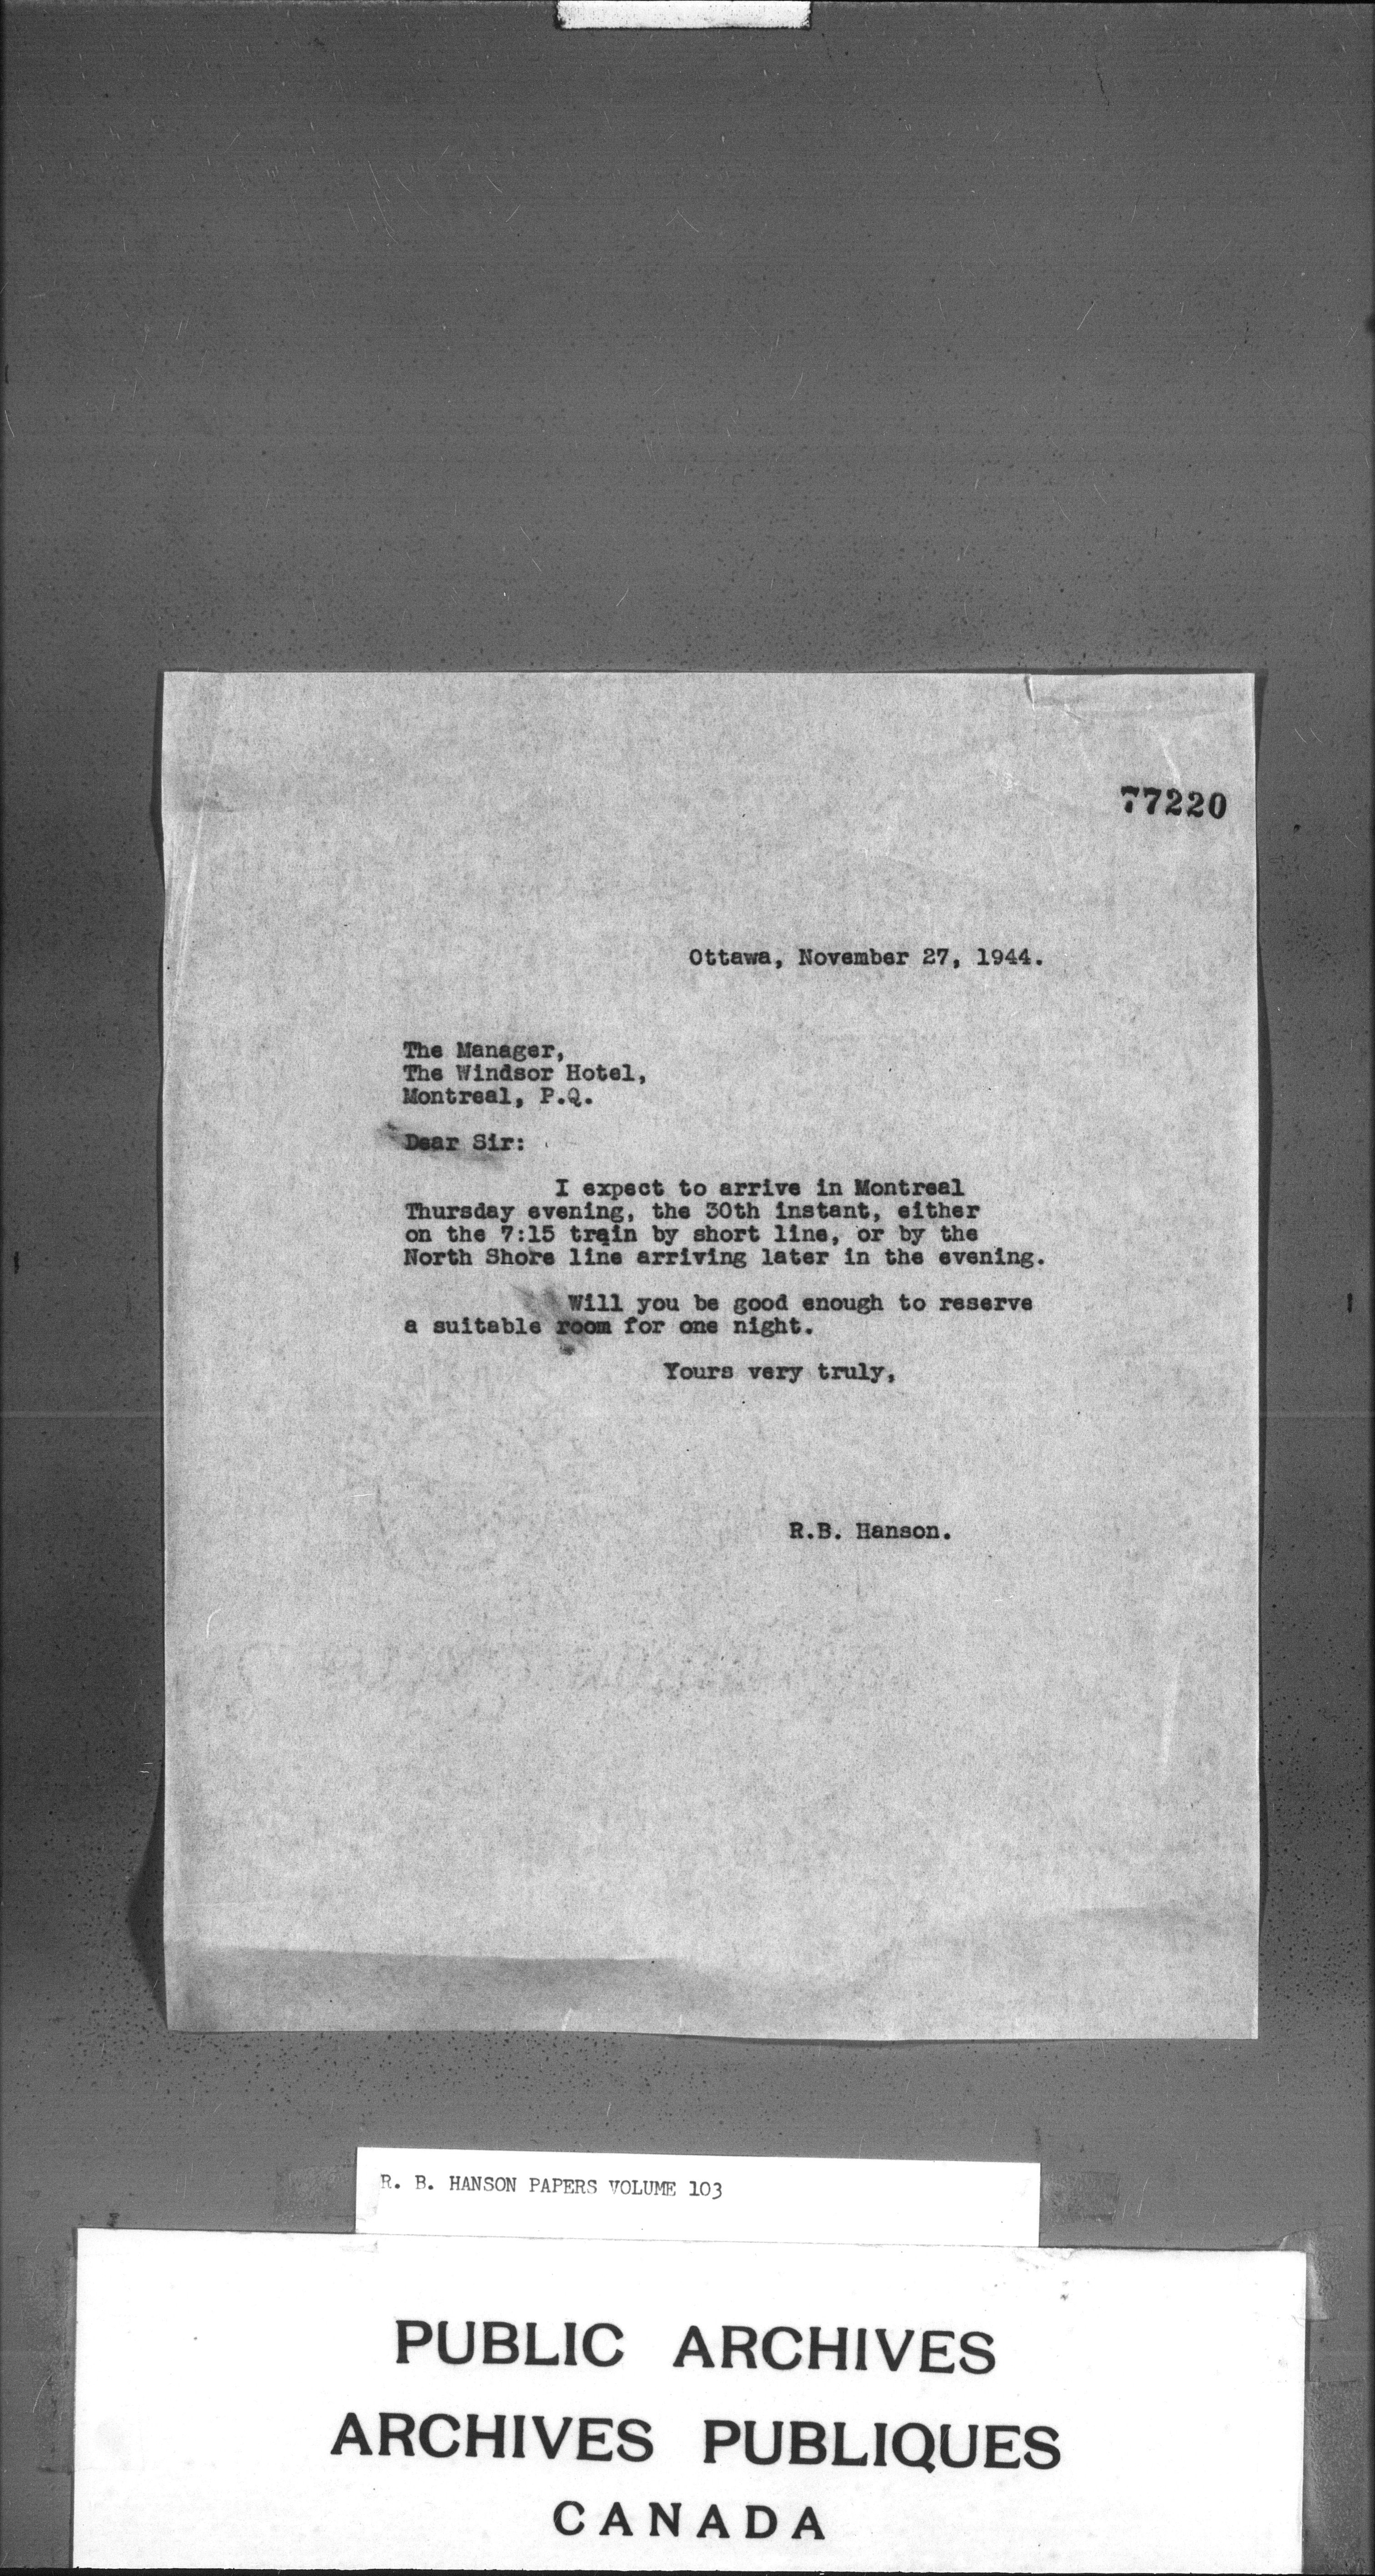 77220
Ottawa, November 27, 1944.
The Manager,
The Windsor Hotel,
Montreal, P.Q.
Dear Sir:
I expect to arrive in Montreal
Thursday evening, the 30th instant, either
on the 7:15 train by short line, or by the
North Shore line arriving later in the evening.
Will you be good enough to reserve
a suitable room for one night.
Yours very truly,
R.B. Hanson.
R. B. HANSON PAPERS VOLUME 103
PUBLIC ARCHIVES
ARCHIVES PUBLIQUES
CANADA